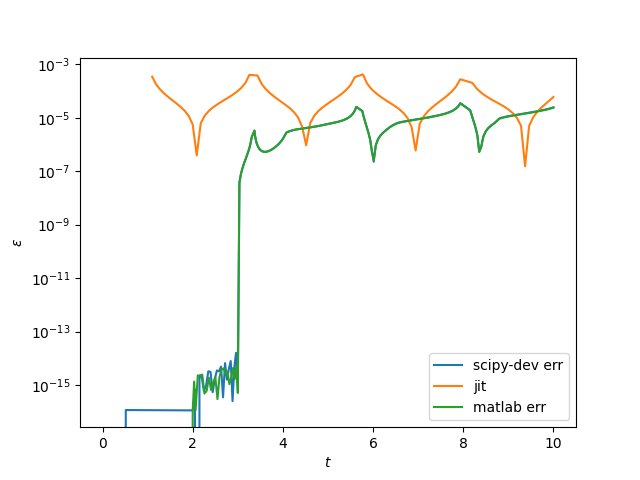 10⁻³
10⁻⁵
10⁻⁷
10⁻⁹
10⁻¹¹
10⁻¹³
10⁻¹⁵
ε
0 2 4 6 8 10
t
scipy-dev err
jit
matlab err